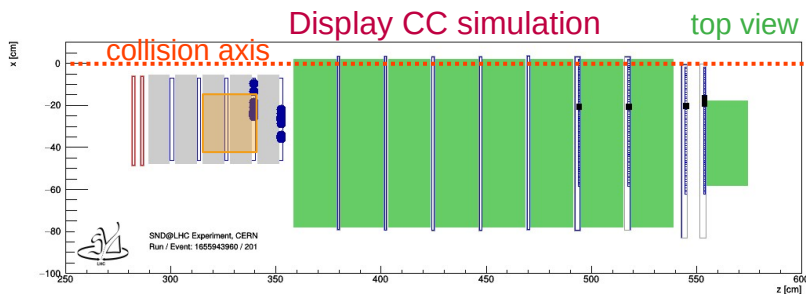 Display CC simulation
top view
collision axis
x [cm]
0
−20
−40
−60
−80
−100
SND@LHC Experiment, CERN
Run / Event: 1655943960 / 201
LHC
250
300
350
400
450
500
550
600
z [cm]